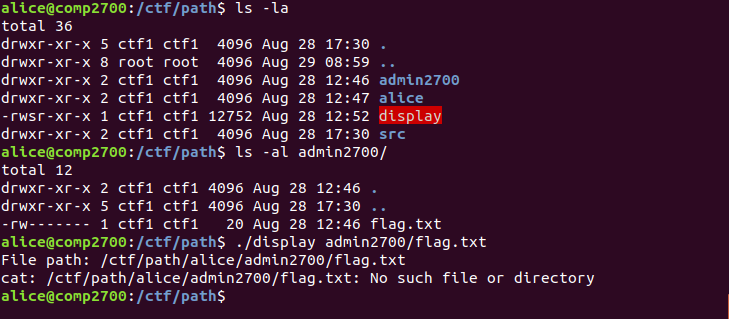 alice@comp2700:/ctf/path$ ls -la
total 36
drwxr-xr-x 5 ctf1 ctf1  4096 Aug 28 17:30 .
drwxr-xr-x 8 root root  4096 Aug 29 08:59 ..
drwxr-xr-x 2 ctf1 ctf1  4096 Aug 28 12:46 admin2700
drwxr-xr-x 2 ctf1 ctf1  4096 Aug 28 12:47 alice
-rwsr-xr-x 1 ctf1 ctf1 12752 Aug 28 12:52 display
drwxr-xr-x 2 ctf1 ctf1  4096 Aug 28 17:30 src
alice@comp2700:/ctf/path$ ls -al admin2700/
total 12
drwxr-xr-x 2 ctf1 ctf1 4096 Aug 28 12:46 .
drwxr-xr-x 5 ctf1 ctf1 4096 Aug 28 17:30 ..
-rw------- 1 ctf1 ctf1   20 Aug 28 12:46 flag.txt
alice@comp2700:/ctf/path$ ./display admin2700/flag.txt
File path: /ctf/path/alice/admin2700/flag.txt
cat: /ctf/path/alice/admin2700/flag.txt: No such file or directory
alice@comp2700:/ctf/path$